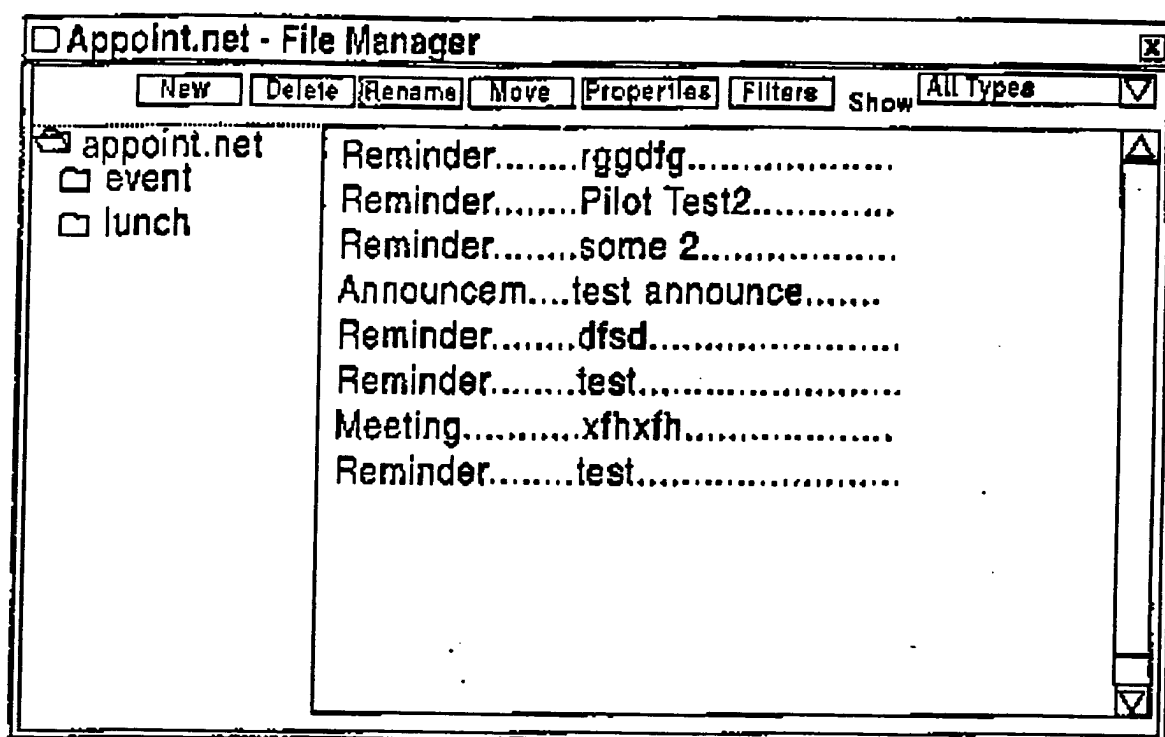 Appoint.net - File Manager
New Delete Rename Move Properties Filters Show All Types
appoint.net
event
lunch
Reminder........rggdfg.....................
Reminder.........Pilot Test2..............
Reminder........some 2...................
Announcem....test announce.......
Reminder........dfsd.........................
Reminder........test..........................
Meeting...........xfhxfh.....................
Reminder........test..........................